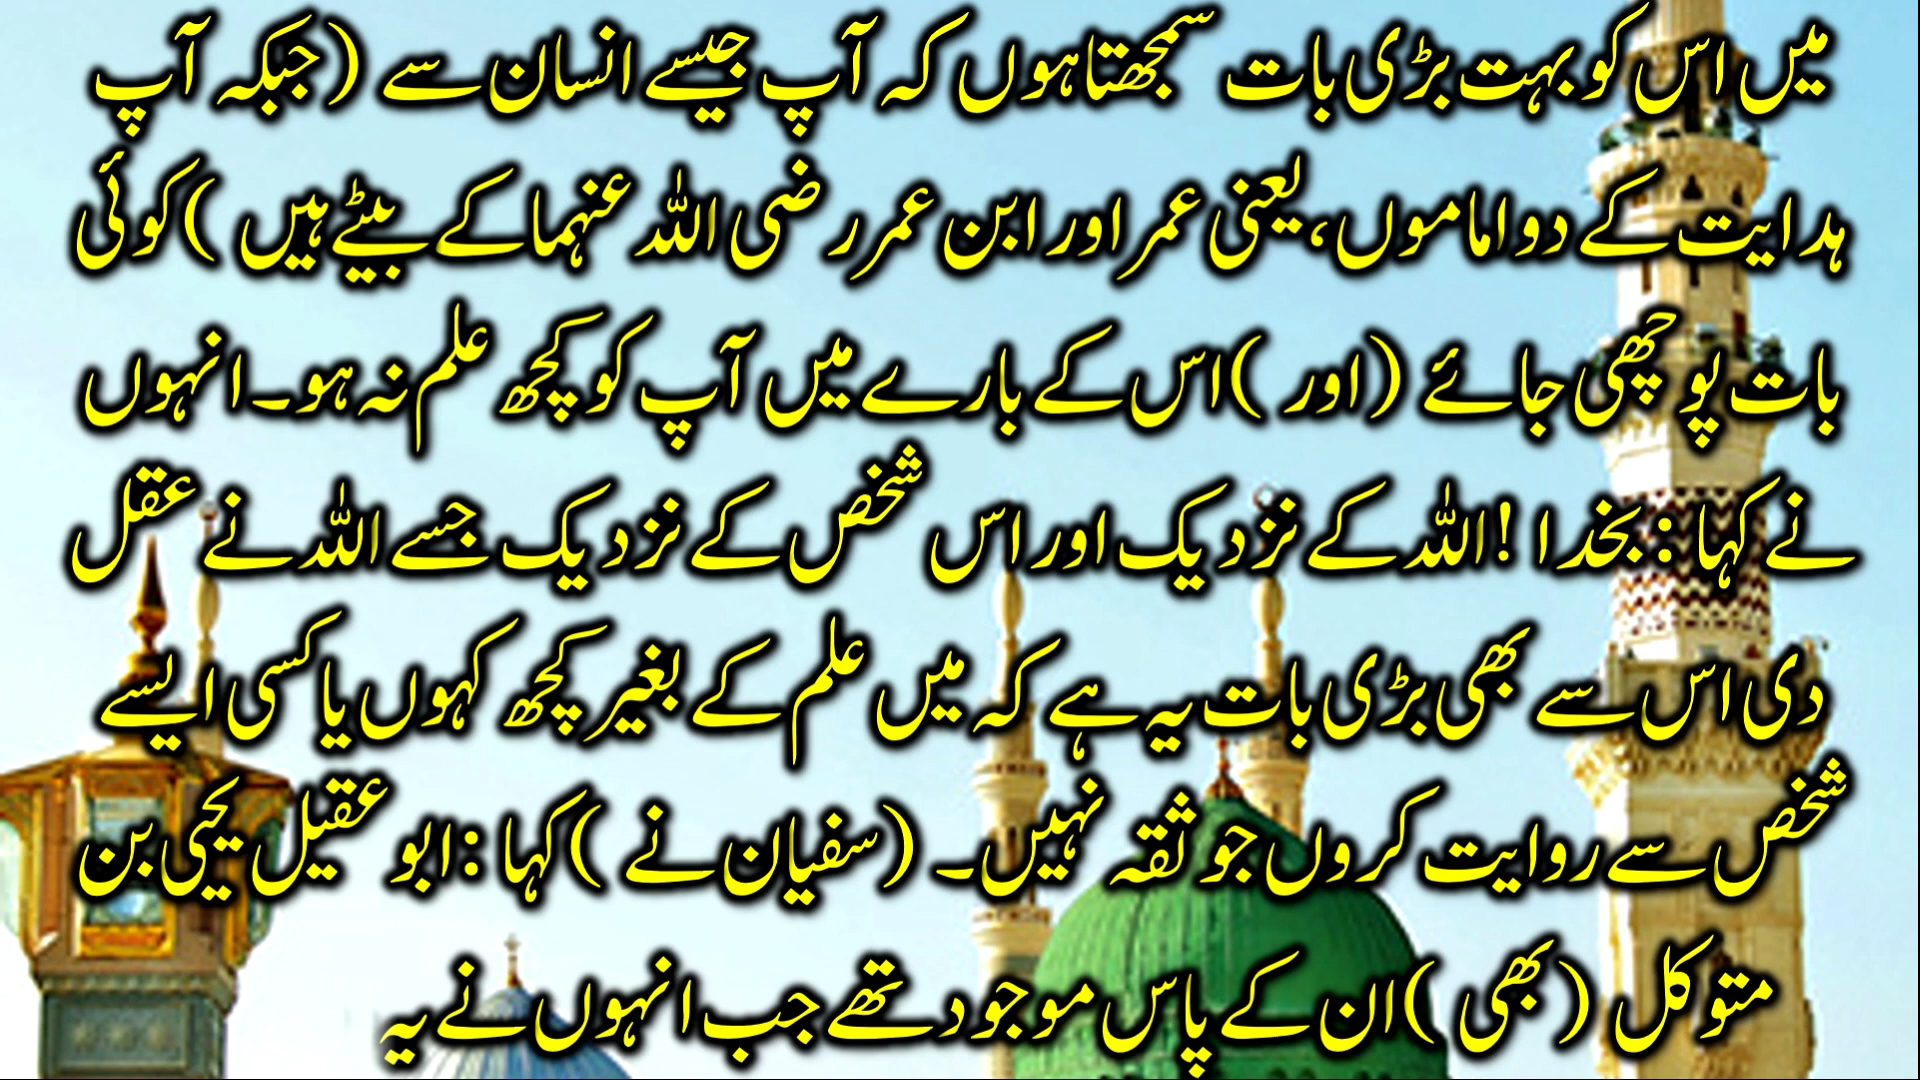 میں اس کو بہت بڑی بات سمجھتا ہوں کہ آپ جیسے انسان سے (جبکہ آپ
ہدایت کے دو اماموں، یعنی عمر اور ابن عمر رضی اللہ عنہما کے بیٹے ہیں) کوئی
بات پوچھی جائے (اور) اس کے بارے میں آپ کو کچھ علم نہ ہو۔ انہوں
نے کہا: بخدا! اللہ کے نزدیک اور اس شخص کے نزدیک جسے اللہ نے عقل
دی اس سے بھی بڑی بات یہ ہے کہ میں علم کے بغیر کچھ کہوں یا کسی ایسے
شخص سے روایت کروں جو ثقہ نہیں۔ (سفیان نے) کہا: ابو عقیل یحیی بن
متوکل (بھی) ان کے پاس موجود تھے جب انہوں نے یہ